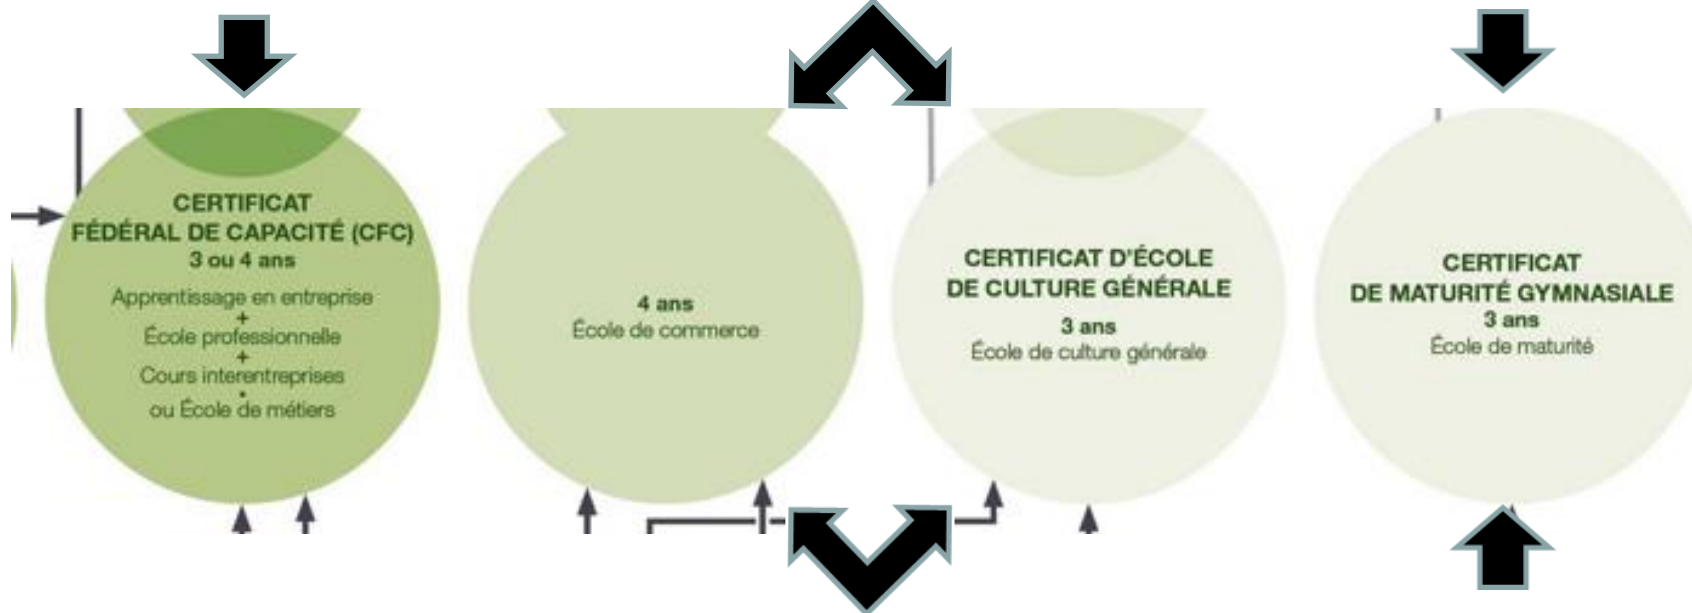 CERTIFICAT
FÉDÉRAL DE CAPACITÉ (CFC)
3 ou 4 ans
Apprentissage en entreprise
+
École professionnelle
+
Cours interentreprises
•
ou École de métiers
4 ans
École de commerce
CERTIFICAT D'ÉCOLE
DE CULTURE GÉNÉRALE
3 ans
École de culture générale
CERTIFICAT
DE MATURITÉ GYMNASIALE
3 ans
École de maturité